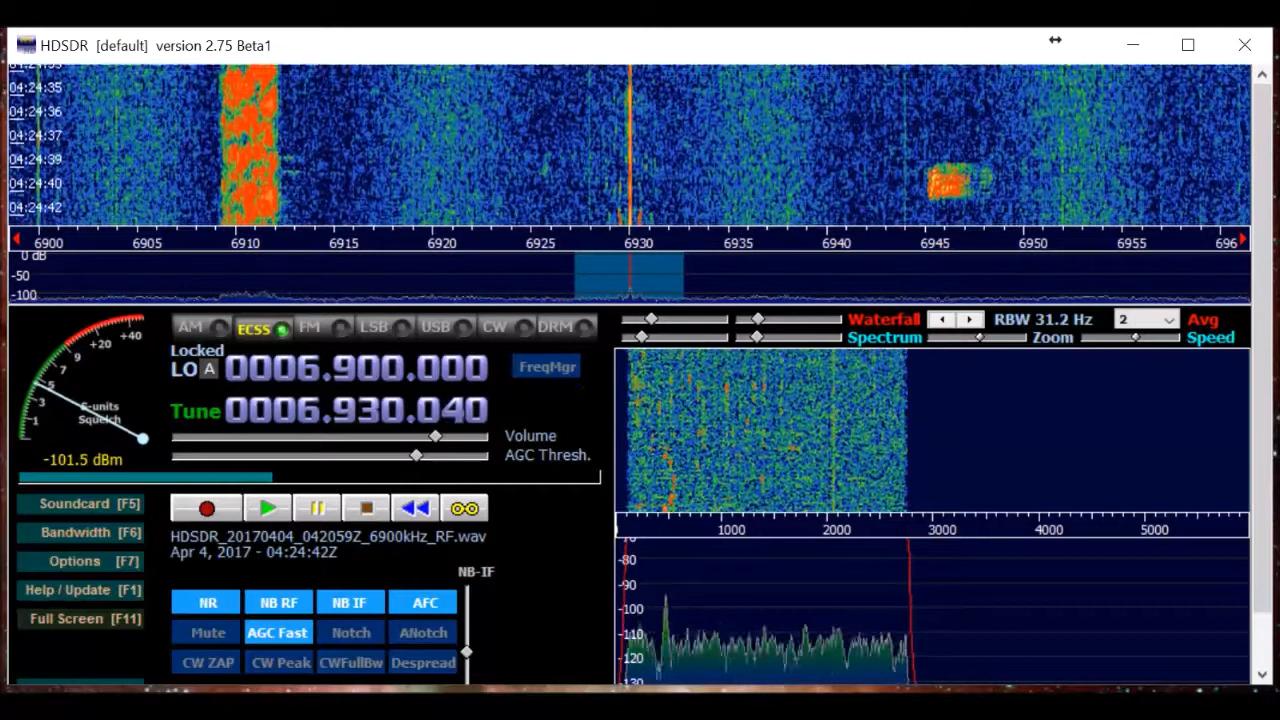 HDSDR [default] version 2.75 Beta1
04:24:35
04:24:36
04:24:37
04:24:39
04:24:40
04:24:42
6900 6905 6910 6915 6920 6925 6930 6935 6940 6945 6950 6955 696
0 dB
-50
-100
+40
+20
9
7
5
3
1
S-units
Squelch
-101.5 dBm
AM ECSS FM LSB USB CW DRM
Locked
LO A 0006.900.000 FreqMgr
Tune 0006.930.040
Volume
AGC Thresh.
Waterfall RBW 31.2 Hz 2 Avg
Spectrum Zoom Speed
Soundcard [F5]
Bandwidth [F6]
Options [F7]
Help / Update [F1]
Full Screen [F11]
HDSDR_20170404_042059Z_6900kHz_RF.wav
Apr 4, 2017 - 04:24:42Z
NB-IF
NR NB RF NB IF AFC
Mute AGC Fast Notch ANotch
CW ZAP CW Peak CWFullBw Despread
1000 2000 3000 4000 5000
-80
-90
-100
-110
-120
-130